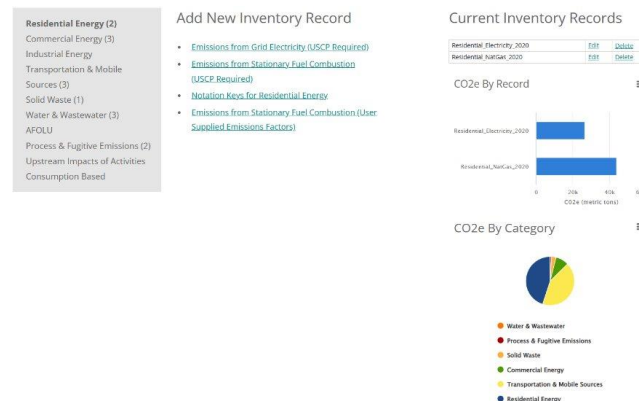 Residential Energy (2)
Commercial Energy (3)
Industrial Energy
Transportation & Mobile
Sources (3)
Solid Waste (1)
Water & Wastewater (3)
AFOLU
Process & Fugitive Emissions (2)
Upstream Impacts of Activities
Consumption Based
Add New Inventory Record
Emissions from Grid Electricity (USCP Required)
Emissions from Stationary Fuel Combustion
(USCP Required)
Notation Keys for Residential Energy
Emissions from Stationary Fuel Combustion (User
Supplied Emissions Factors)
Current Inventory Records
Residential_Electricity_2020 Edit Delete
Residential_NatGas_2020 Edit Delete
CO2e By Record
Residential_Electricity_2020
Residential_NatGas_2020
0 20k 40k
CO2e (metric tons)
CO2e By Category
Water & Wastewater
Process & Fugitive Emissions
Solid Waste
Commercial Energy
Transportation & Mobile Sources
Residential Energy